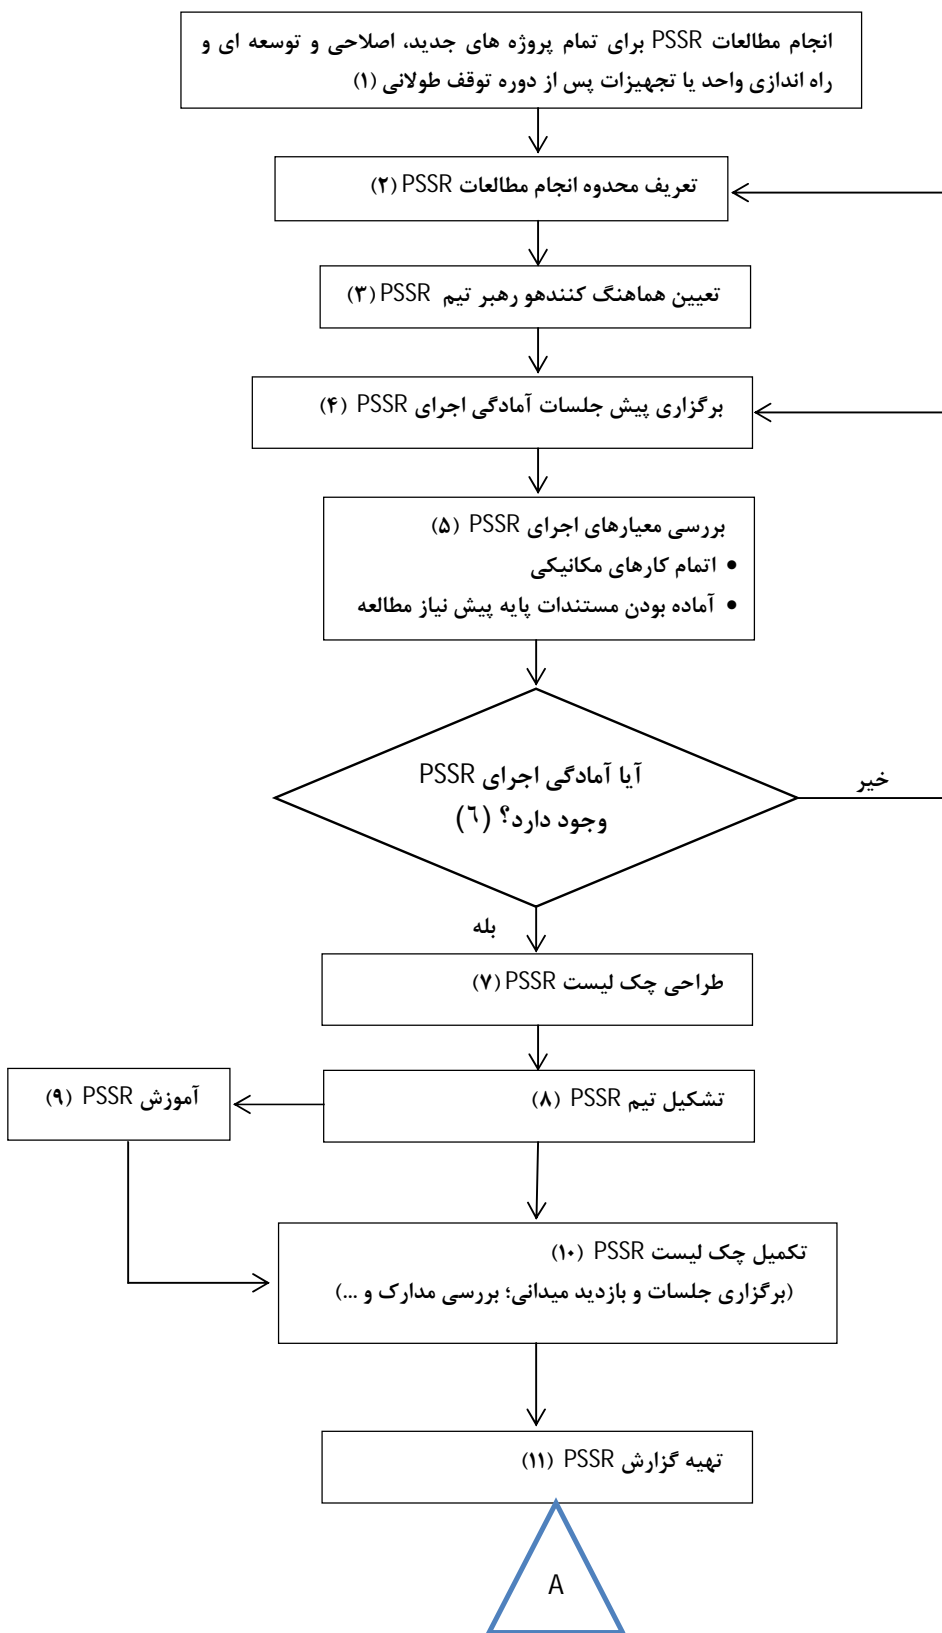 انجام مطالعات PSSR برای تمام پروژه های جدید، اصلاحی و توسعه ای و
راه اندازی واحد یا تجهیزات پس از دوره توقف طولانی (۱)
تعریف محدوه انجام مطالعات PSSR (۲)
تعیین هماهنگ کنندهو رهبر تیم PSSR (۳)
برگزاری پیش جلسات آمادگی اجرای PSSR (۴)
بررسی معیارهای اجرای PSSR (۵)
• اتمام کارهای مکانیکی
• آماده بودن مستندات پایه پیش نیاز مطالعه
آیا آمادگی اجرای PSSR
وجود دارد؟ (٦)
خیر
بله
طراحی چک لیست PSSR (۷)
تشکیل تیم PSSR (۸)
آموزش PSSR (۹)
تکمیل چک لیست PSSR (۱۰)
(برگزاری جلسات و بازدید میدانی؛ بررسی مدارک و ...)
تهیه گزارش PSSR (۱۱)
A